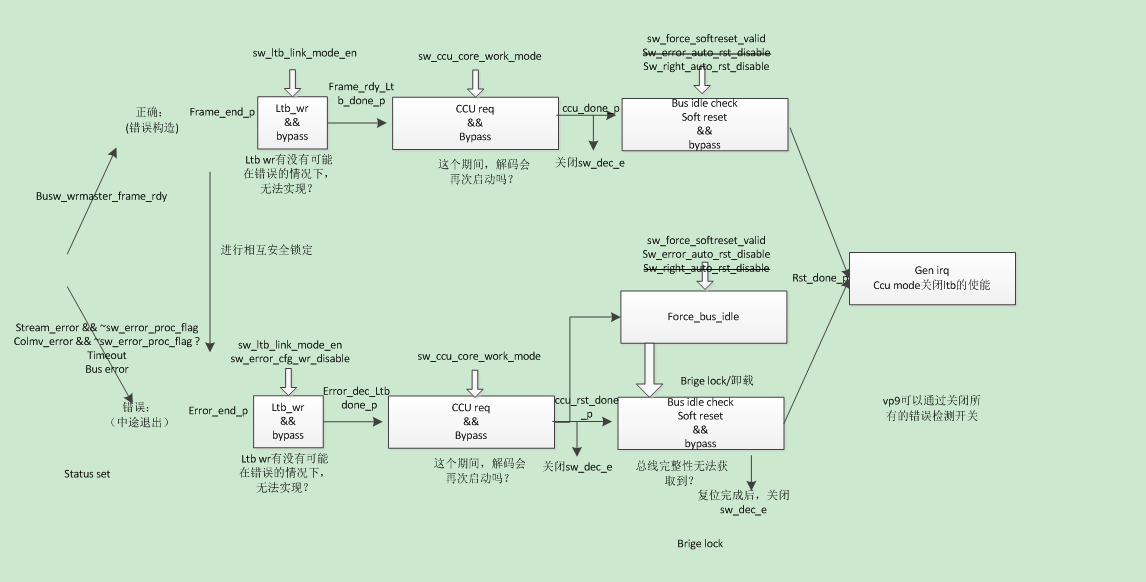 sw_force_softreset_valid
Sw_error_auto_rst_disable
Sw_right_auto_rst_disable
sw_ltb_link_mode_en
sw_ccu_core_work_mode
正确：
(错误构造)
Frame_end_p
Ltb_wr
&&
bypass
Frame_rdy_Lt
b_done_p
CCU req
&&
Bypass
ccu_done_p
Bus idle check
Soft reset
&&
bypass
Ltb wr有没有可能
在错误的情况下，
无法实现？
这个期间，解码会
再次启动吗？
关闭sw_dec_e
Busw_wrmaster_frame_rdy
进行相互安全锁定
sw_force_softreset_valid
Sw_error_auto_rst_disable
Sw_right_auto_rst_disable
Rst_done_p
Gen irq
Ccu mode关闭ltb的使能
Force_bus_idle
Stream_error && ~sw_error_proc_flag
Colmv_error && ~sw_error_proc_flag ?
Timeout
Bus error
sw_ltb_link_mode_en
sw_error_cfg_wr_disable
sw_ccu_core_work_mode
Brige lock/卸载
错误：
（中途退出）
Error_end_p
Ltb_wr
&&
bypass
Error_dec_Ltb
done_p
CCU req
&&
Bypass
ccu_rst_done
_p
Bus idle check
Soft reset
&&
bypass
vp9可以通过关闭所
有的错误检测开关
Status set
Ltb wr有没有可能
在错误的情况下，
无法实现？
这个期间，解码会
再次启动吗？
关闭sw_dec_e
总线完整性无法获
取到？
复位完成后，关闭
sw_dec_e
Brige lock